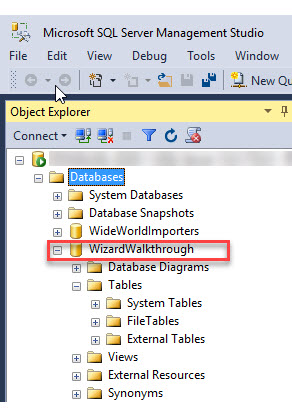 Microsoft SQL Server Management Studio
File Edit View Debug Tools Window
New Qu
Object Explorer
Connect
Databases
System Databases
Database Snapshots
WideWorldImporters
WizardWalkthrough
Database Diagrams
Tables
System Tables
FileTables
External Tables
Views
External Resources
Synonyms